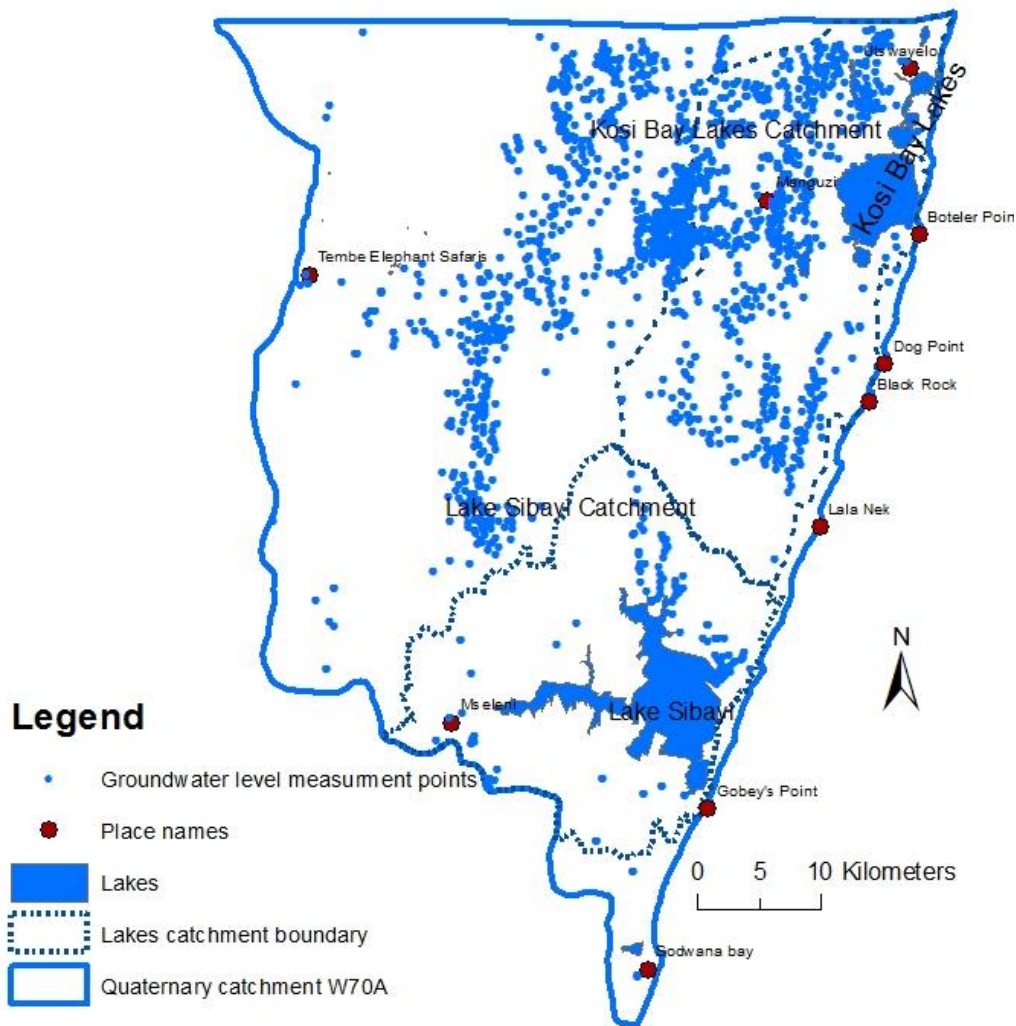 Utswayelo
Kosi Bay Lakes
Kosi Bay Lakes Catchment
Manguzi
Boteler Point
Tembe Elephant Safaris
Dog Point
Black Rock
Lake Sibayi Catchment
Lala Nek
N
Mseleni
Lake Sibayi
Gobey's Point
0 5 10 Kilometers
Sodwana bay
Legend
Groundwater level measurment points
Place names
Lakes
Lakes catchment boundary
Quaternary catchment W70A